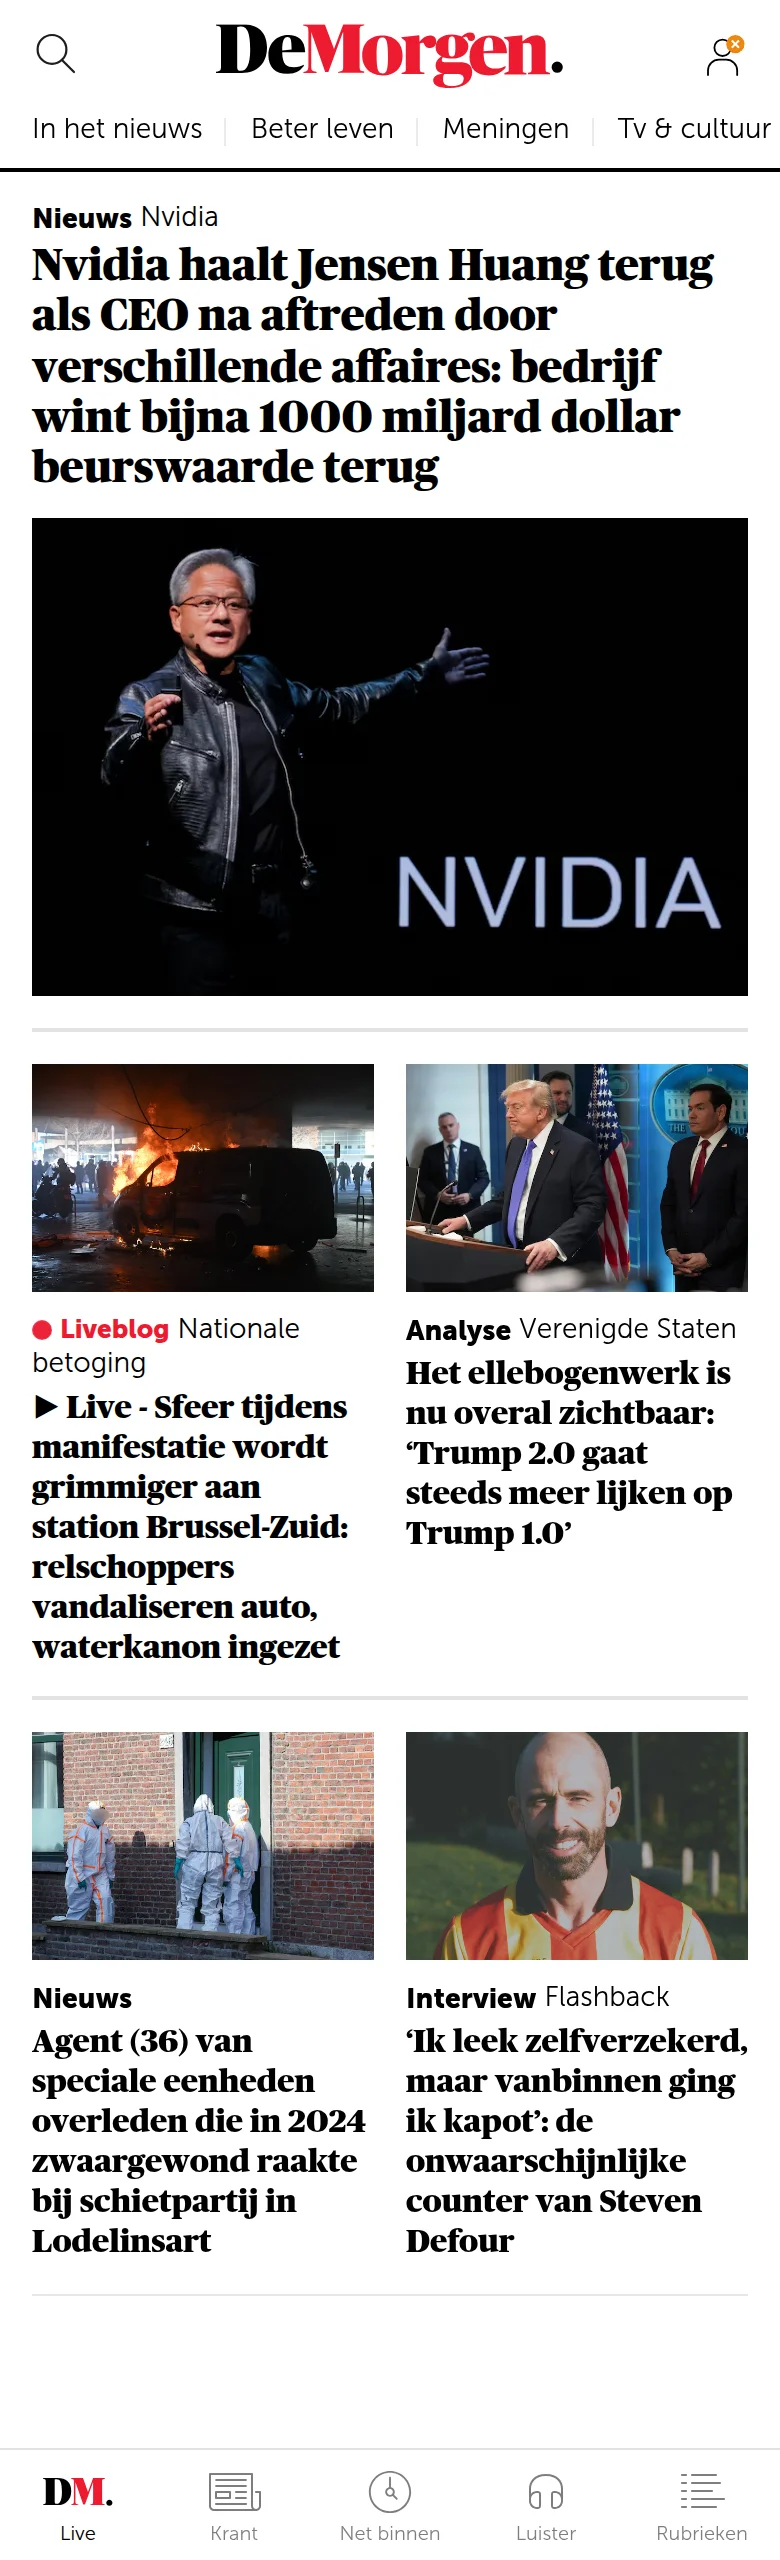 DeMorgen.
In het nieuws
Beter leven
Meningen
Tv & cultuur
Nieuws Nvidia
Nvidia haalt Jensen Huang terug
als CEO na aftreden door
verschillende affaires: bedrijf
wint bijna 1000 miljard dollar
beurswaarde terug
NVIDIA
Liveblog Nationale
betoging
▶ Live - Sfeer tijdens
manifestatie wordt
grimmiger aan
station Brussel-Zuid:
relschoppers
vandaliseren auto,
waterkanon ingezet
THE
Analyse Verenigde Staten
Het ellebogenwerk is
nu overal zichtbaar:
‘Trump 2.0 gaat
steeds meer lijken op
Trump 1.0’
Nieuws
Agent (36) van
speciale eenheden
overleden die in 2024
zwaargewond raakte
bij schietpartij in
Lodelinsart
Interview Flashback
‘Ik leek zelfverzekerd,
maar vanbinnen ging
ik kapot’: de
onwaarschijnlijke
counter van Steven
Defour
DM.
Live
Krant
Net binnen
Luister
Rubrieken